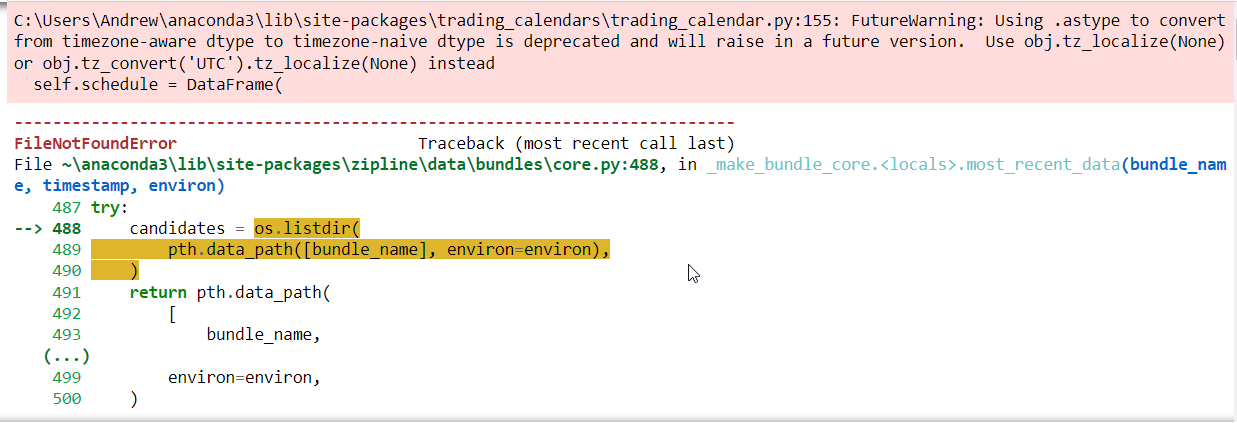 C:\Users\Andrew\anaconda3\lib\site-packages\trading_calendars\trading_calendar.py:155: FutureWarning: Using .astype to convert
from timezone-aware dtype to timezone-naive dtype is deprecated and will raise in a future version.  Use obj.tz_localize(None)
or obj.tz_convert('UTC').tz_localize(None) instead
  self.schedule = DataFrame(
---------------------------------------------------------------------------
FileNotFoundError                         Traceback (most recent call last)
File ~\anaconda3\lib\site-packages\zipline\data\bundles\core.py:488, in _make_bundle_core.<locals>.most_recent_data(bundle_nam
e, timestamp, environ)
    487 try:
--> 488     candidates = os.listdir(
    489         pth.data_path([bundle_name], environ=environ),
    490     )
    491     return pth.data_path(
    492         [
    493             bundle_name,
   (...)
    499         environ=environ,
    500     )